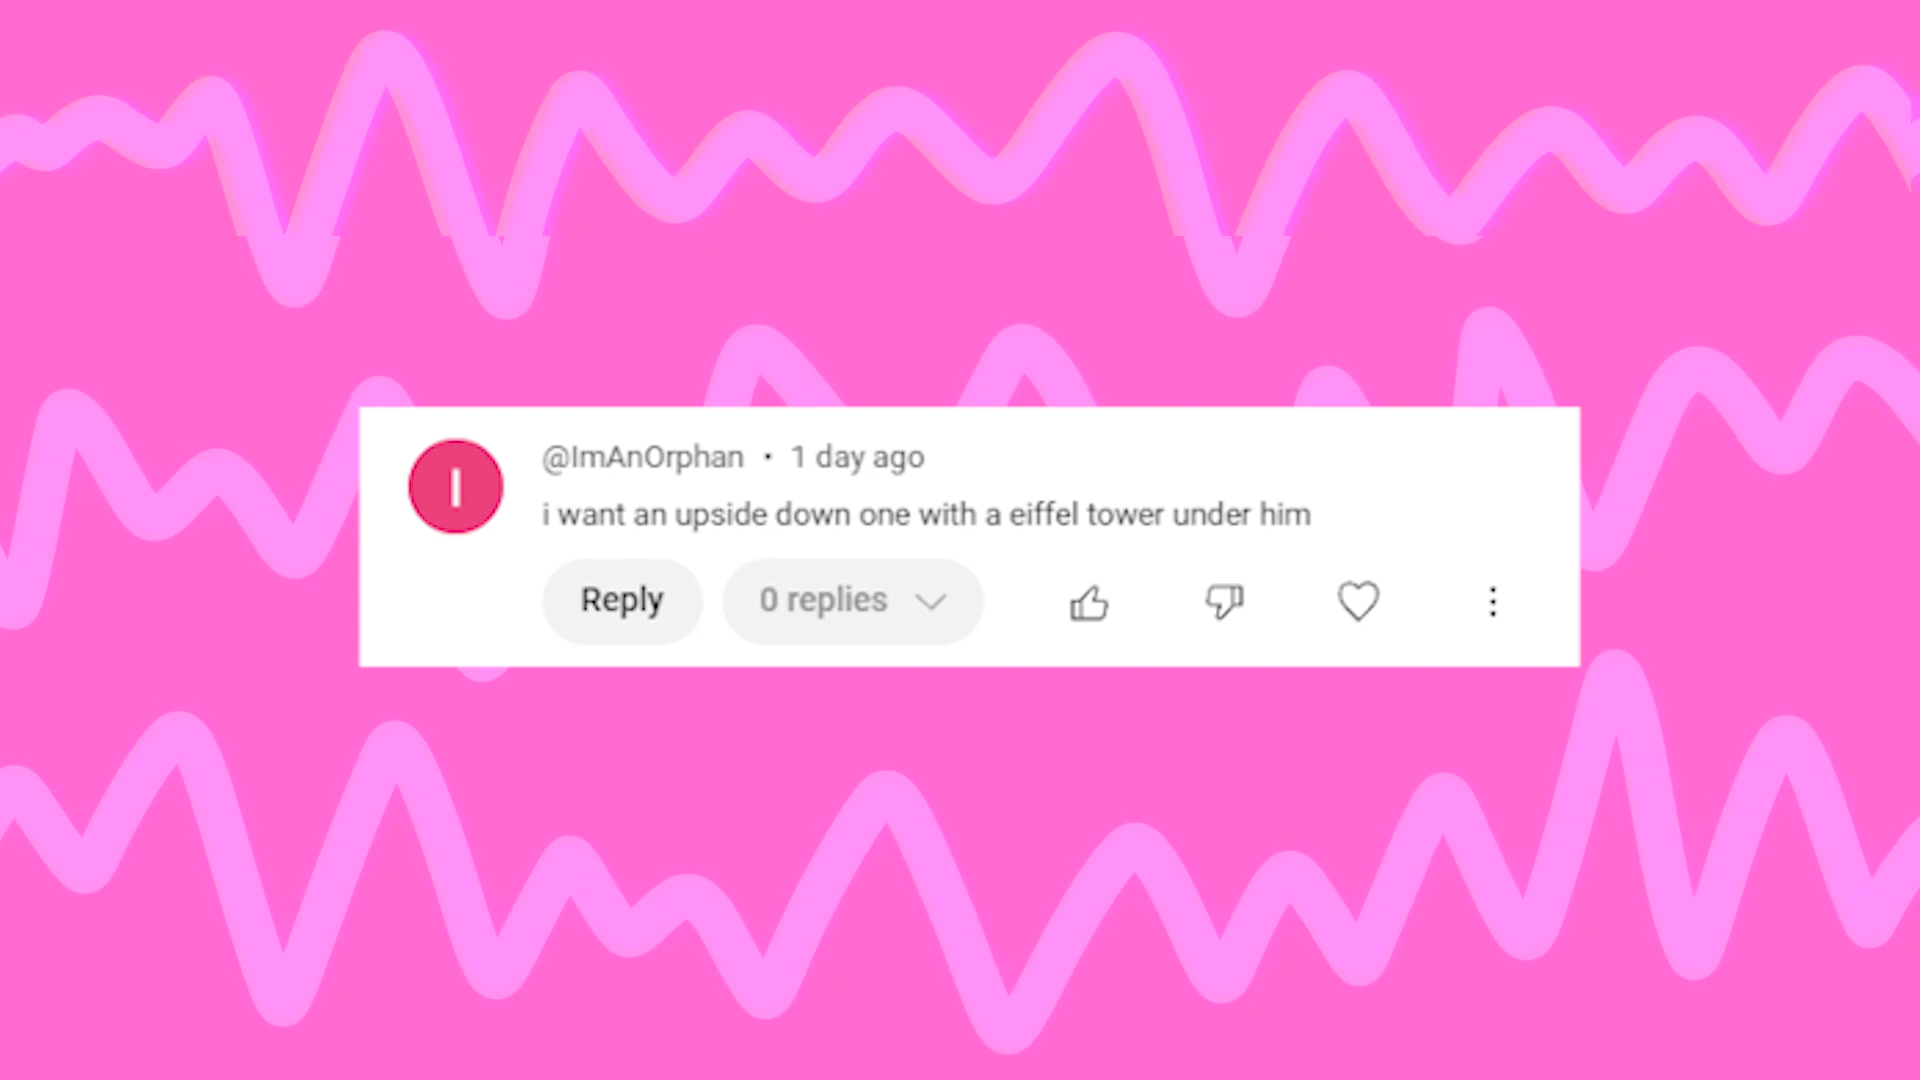 I
@ImAnOrphan • 1 day ago
i want an upside down one with a eiffel tower under him
Reply 0 replies